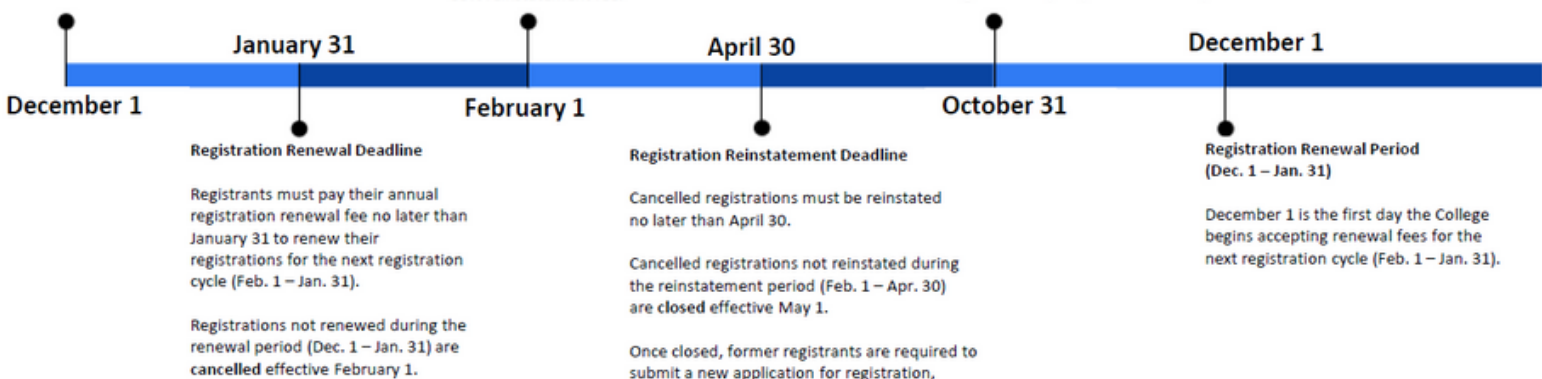 January 31
April 30
December 1
December 1
February 1
October 31
Registration Renewal Deadline
Registrants must pay their annual
registration renewal fee no later than
January 31 to renew their
registrations for the next registration
cycle (Feb. 1 – Jan. 31).
Registrations not renewed during the
renewal period (Dec. 1 – Jan. 31) are
cancelled effective February 1.
Registration Reinstatement Deadline
Cancelled registrations must be reinstated
no later than April 30.
Cancelled registrations not reinstated during
the reinstatement period (Feb. 1 – Apr. 30)
are closed effective May 1.
Once closed, former registrants are required to
submit a new application for registration,
Registration Renewal Period
(Dec. 1 – Jan. 31)
December 1 is the first day the College
begins accepting renewal fees for the
next registration cycle (Feb. 1 – Jan. 31).